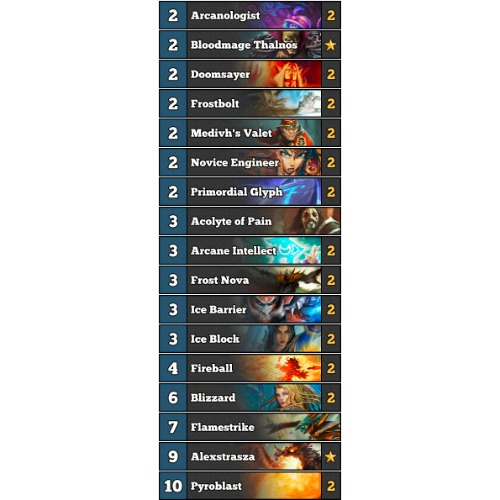 2 Arcanologist 2
2 Bloodmage Thalnos ★
2 Doomsayer 2
2 Frostbolt 2
2 Medivh's Valet 2
2 Novice Engineer 2
2 Primordial Glyph 2
3 Acolyte of Pain
3 Arcane Intellect 2
3 Frost Nova 2
3 Ice Barrier 2
3 Ice Block 2
4 Fireball 2
6 Blizzard 2
7 Flamestrike
9 Alexstrasza ★
10 Pyroblast 2